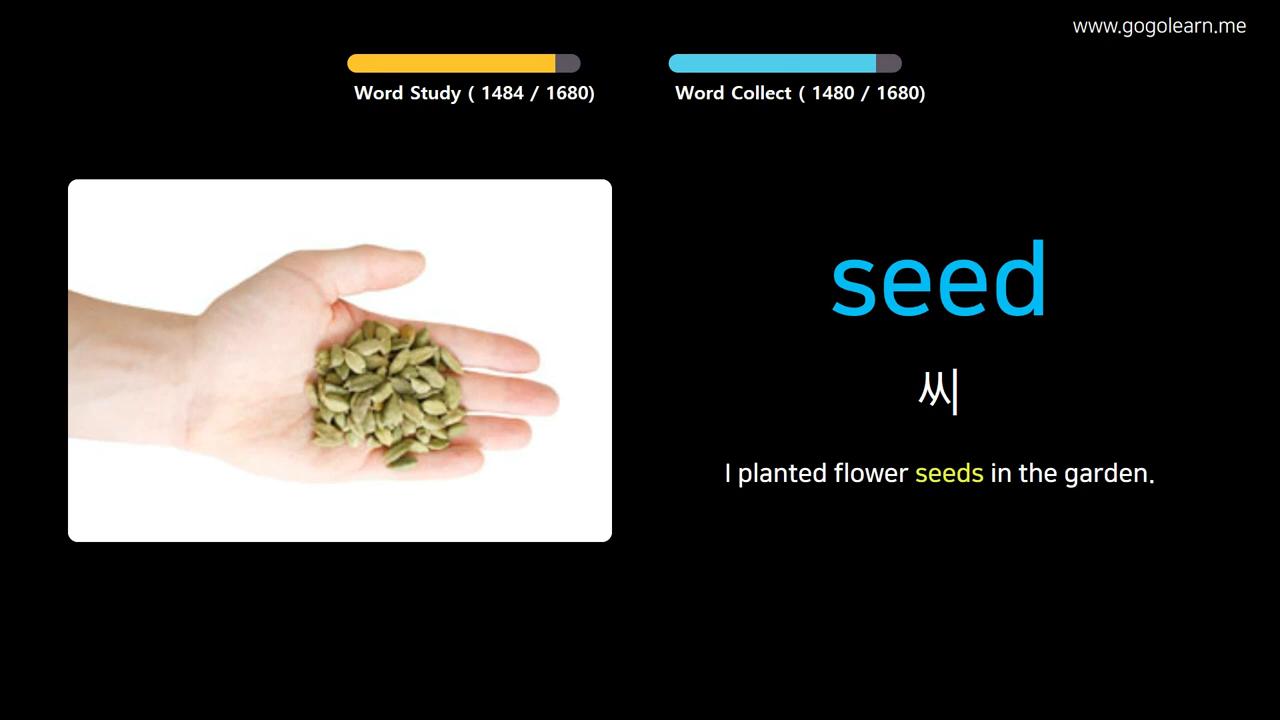 www.gogolearn.me
Word Study ( 1484 / 1680)
Word Collect ( 1480 / 1680)
seed
씨
I planted flower seeds in the garden.